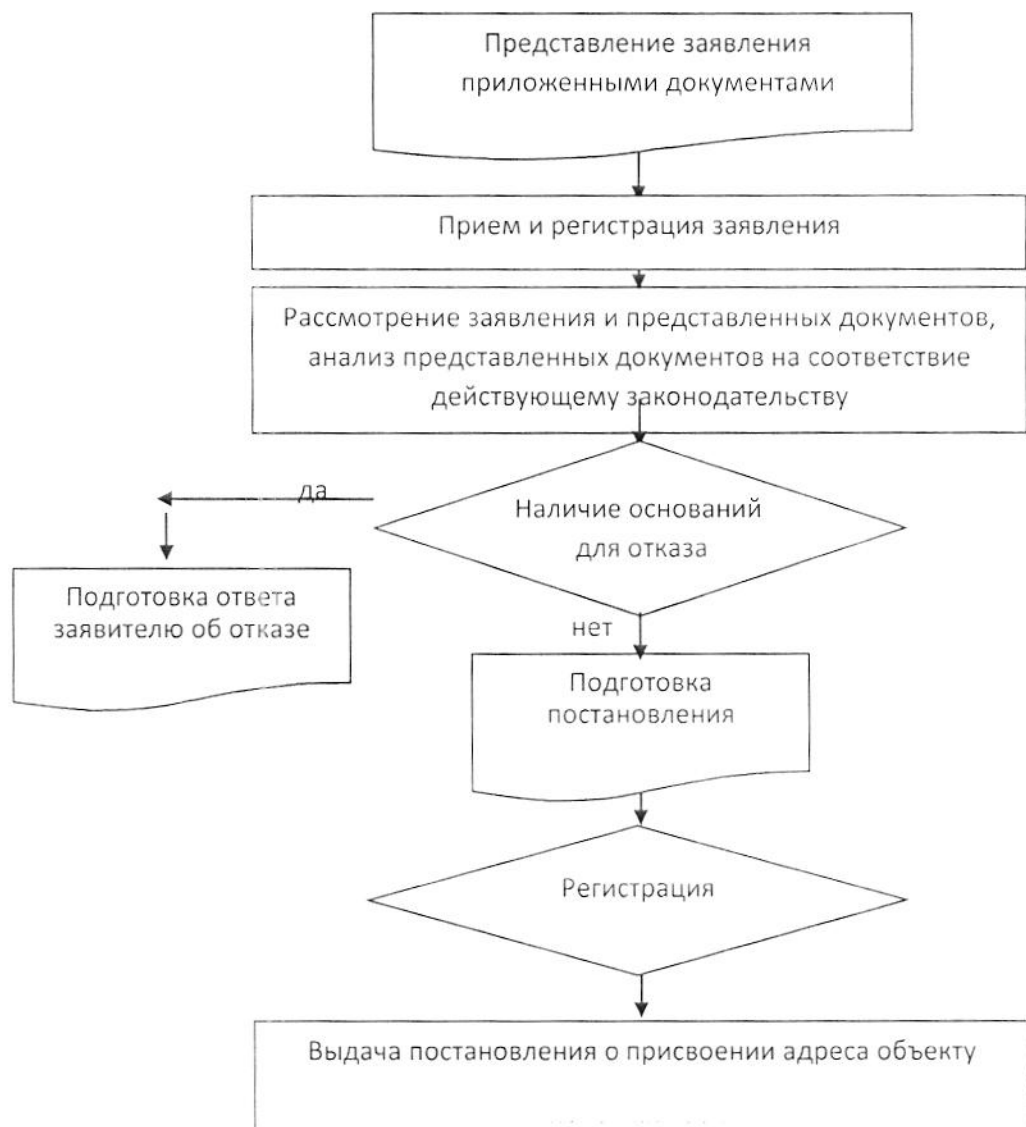 Представление заявления
приложенными документами
Прием и регистрация заявления
Рассмотрение заявления и представленных документов,
анализ представленных документов на соответствие
действующему законодательству
да
Наличие оснований
для отказа
Подготовка ответа
заявителю об отказе
нет
Подготовка
постановления
Регистрация
Выдача постановления о присвоении адреса объекту